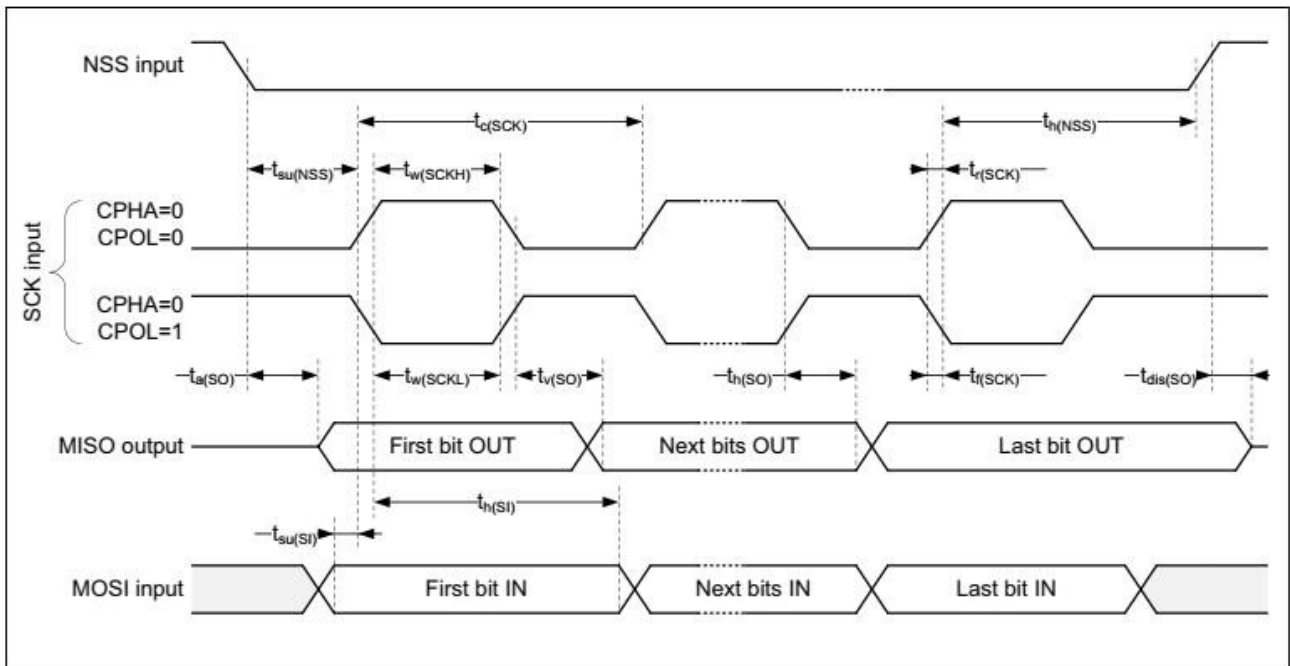 NSS input
tc(SCK)
th(NSS)
tsu(NSS)
tw(SCKH)
tr(SCK)
SCK input
CPHA=0
CPOL=0
CPHA=0
CPOL=1
ta(SO)
tw(SCKL)
tv(SO)
th(SO)
tf(SCK)
tdis(SO)
MISO output
First bit OUT
Next bits OUT
Last bit OUT
th(SI)
tsu(SI)
MOSI input
First bit IN
Next bits IN
Last bit IN